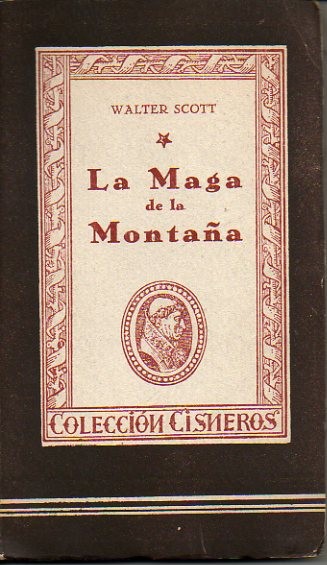 WALTER SCOTT
La Maga
de la
Montaña
COLECCIÓN CISNEROS